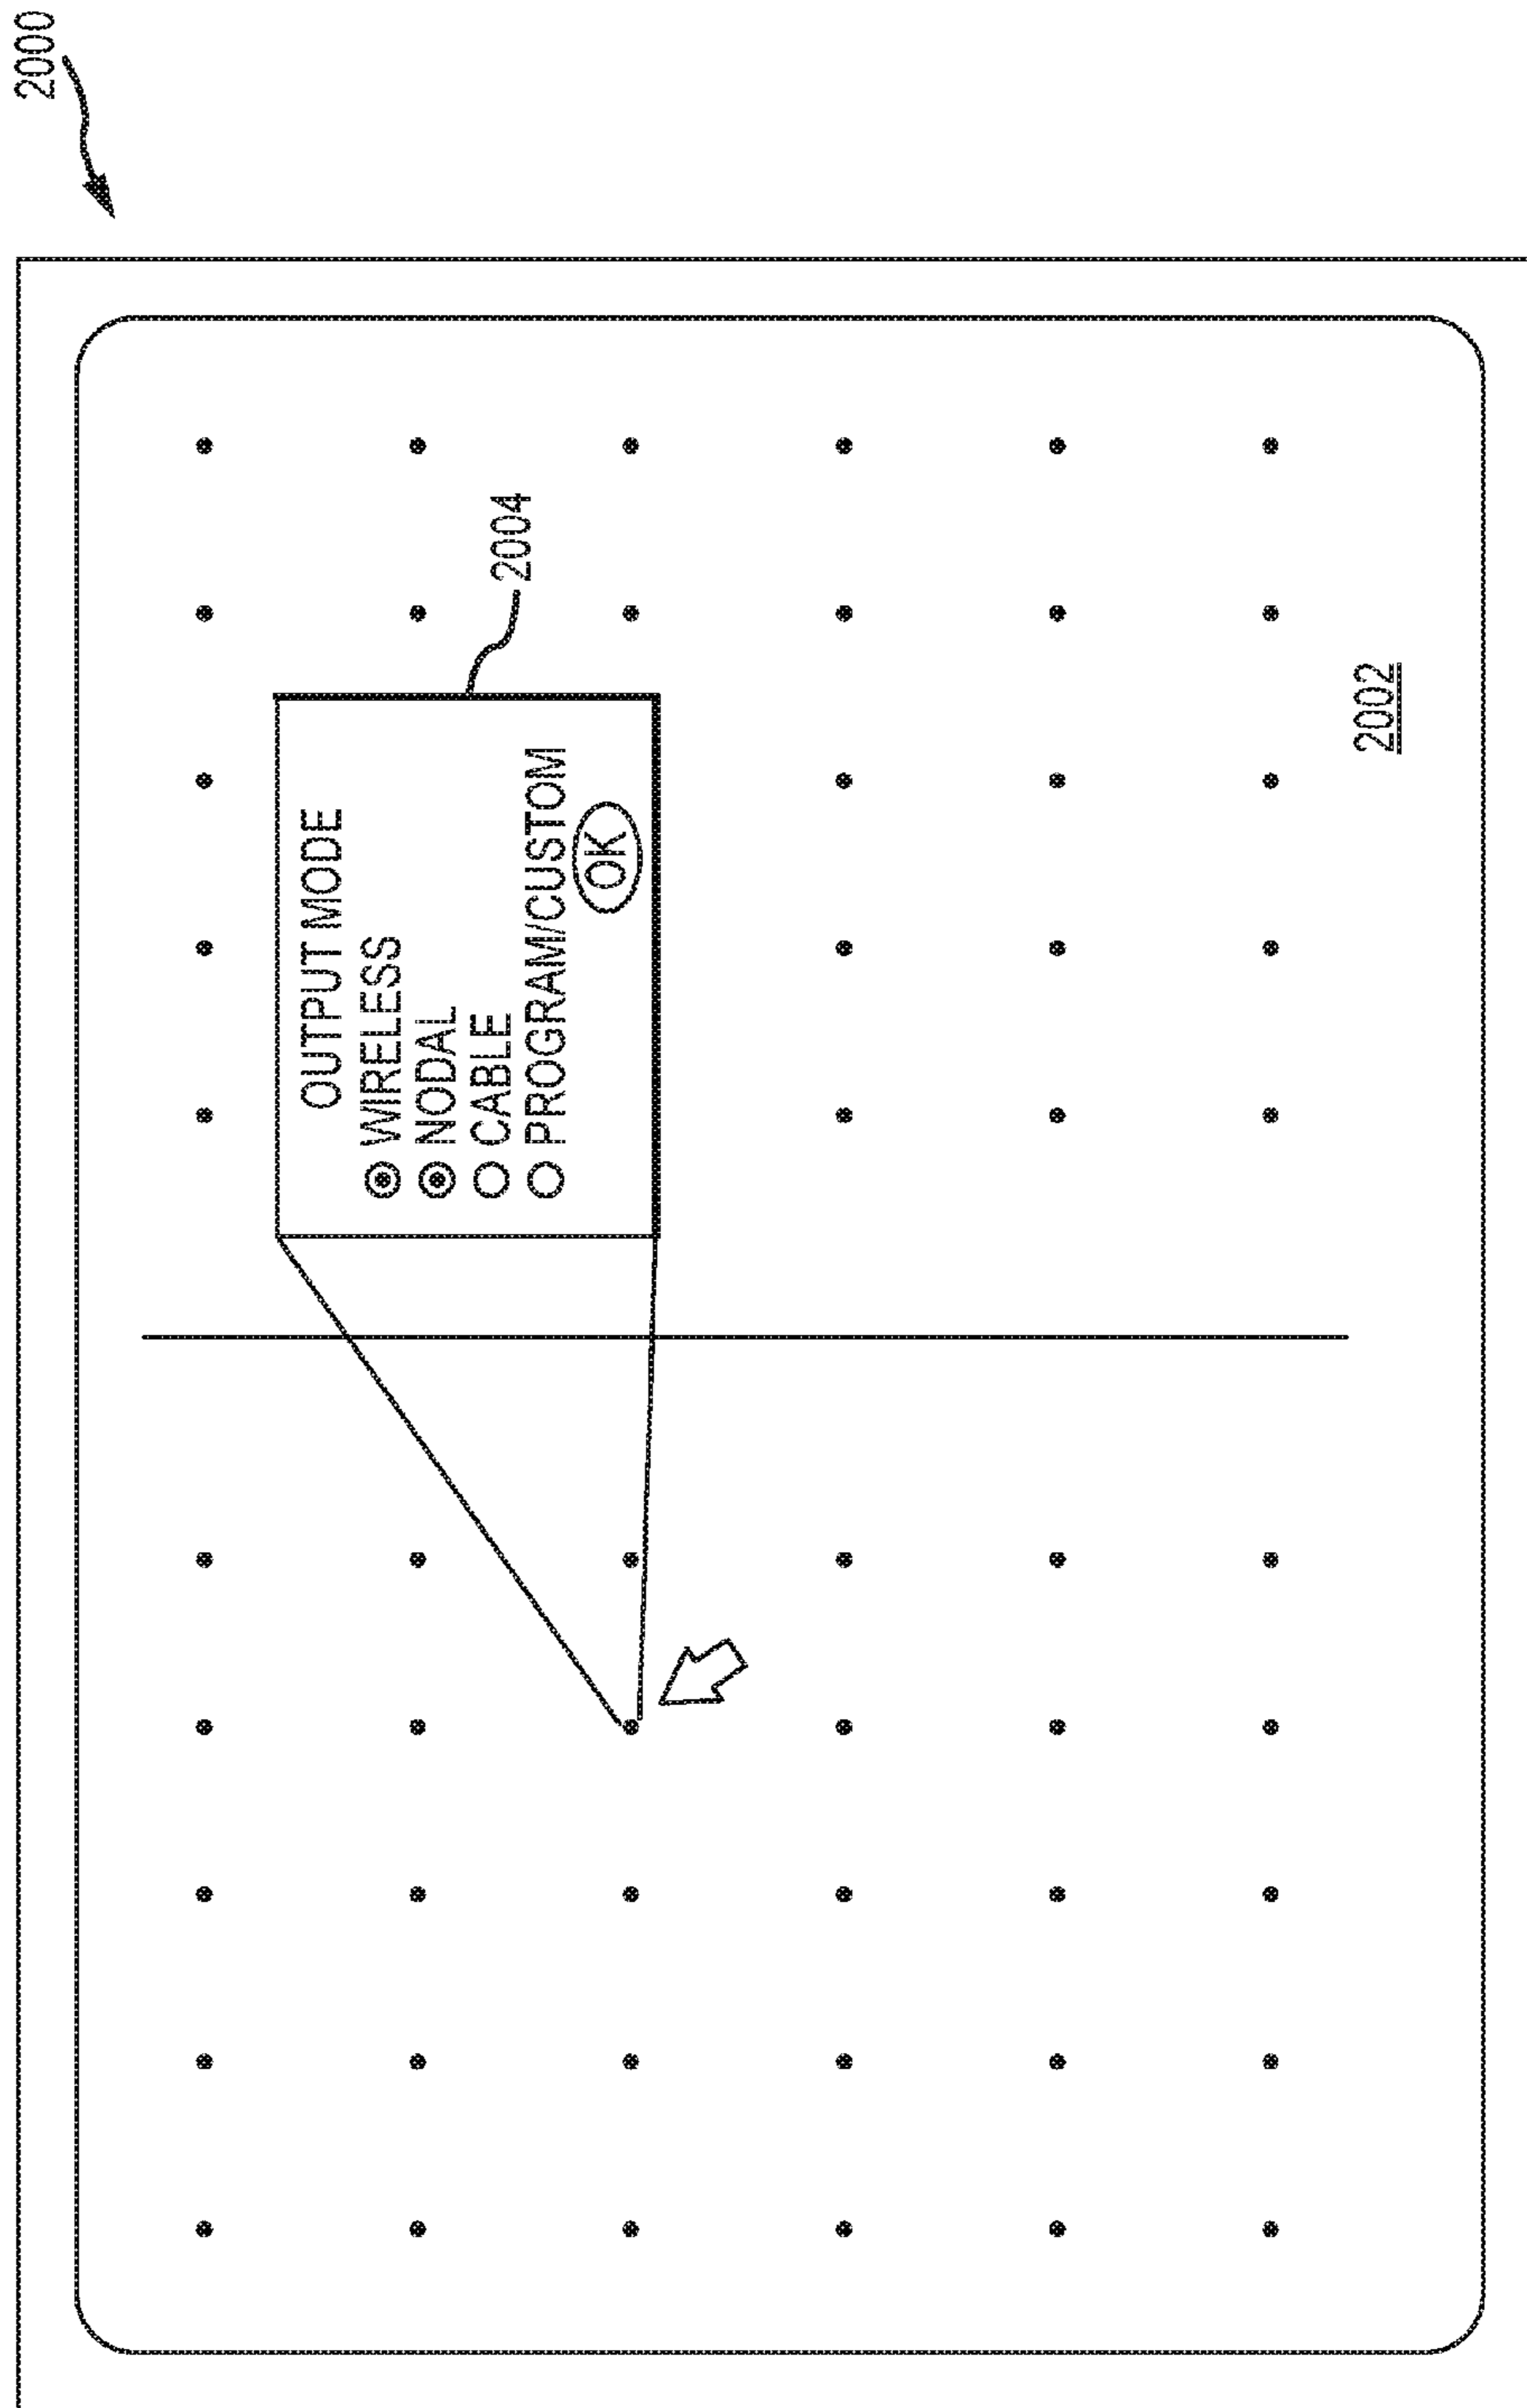 2000
2004
OUTPUT MODE
WIRELESS
NODAL
CABLE
PROGRAM/CUSTOM
OK
2002